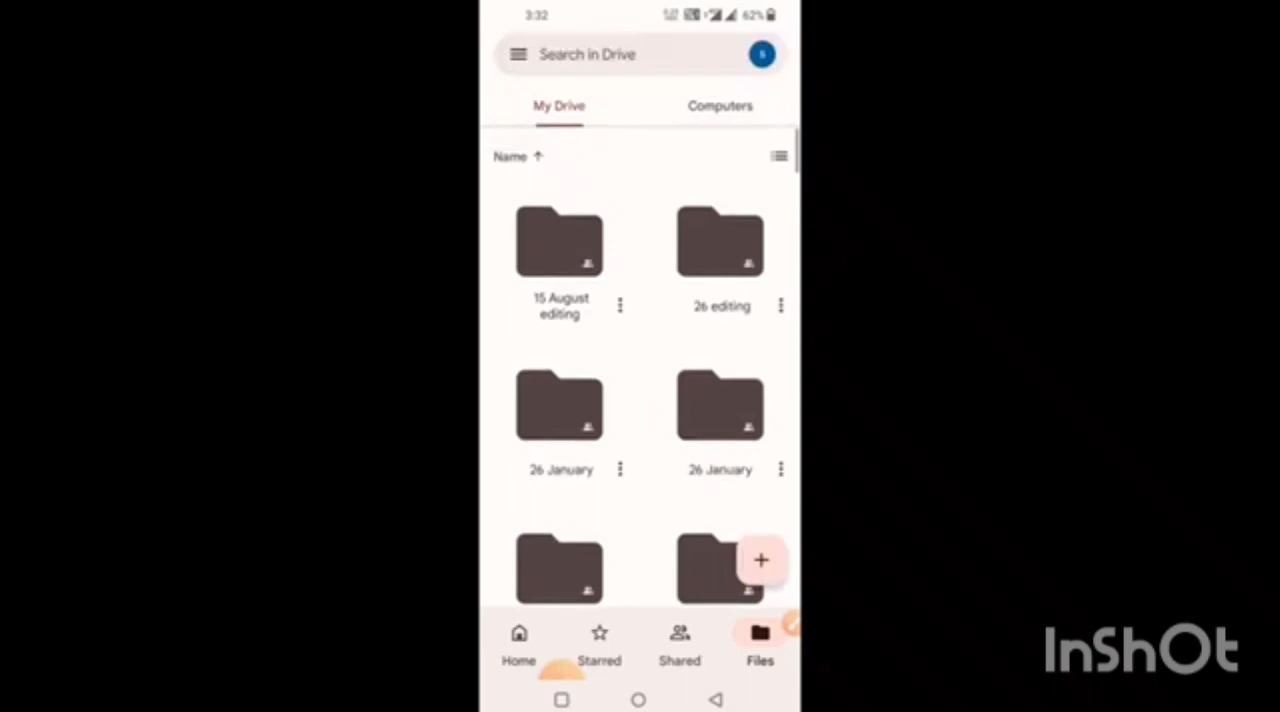 3:32
62%
Search in Drive
S
My Drive
Computers
Name
15 August
editing
26 editing
26 January
26 January
Home
Starred
Shared
Files
InShOt